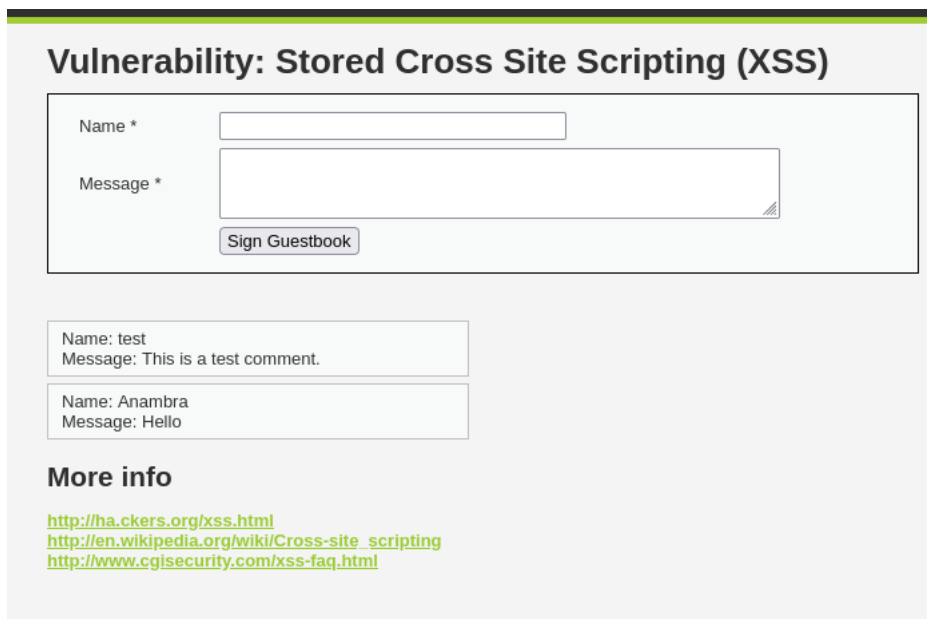 Vulnerability: Stored Cross Site Scripting (XSS)
Name *
Message *
Sign Guestbook
Name: test
Message: This is a test comment.
Name: Anambra
Message: Hello
More info
http://ha.ckers.org/xss.html
http://en.wikipedia.org/wiki/Cross-site_scripting
http://www.cgisecurity.com/xss-faq.html